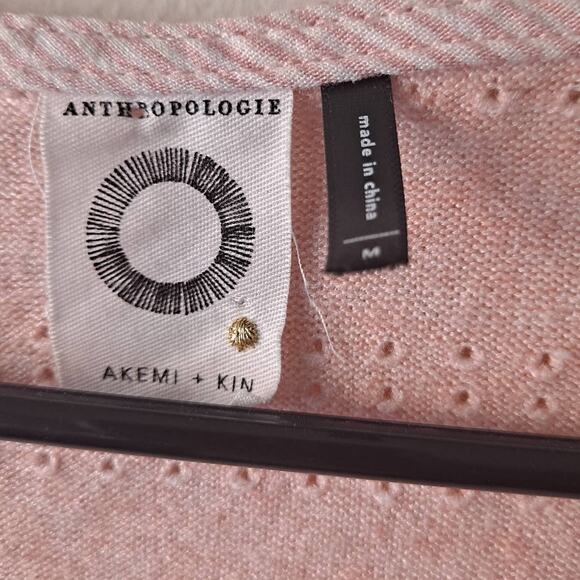 ANTHROPOLOGIE
AKEMI + KIN
made in china
M